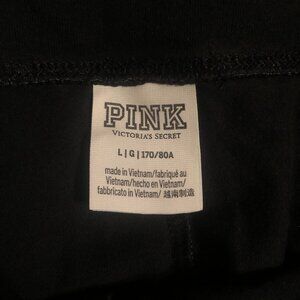 PINK
VICTORIA'S SECRET
L | G | 170/80A
made in Vietnam/fabriqué au
Vietnam/hecho en Vietnam/
fabbricato in Vietnam/ 越南制造